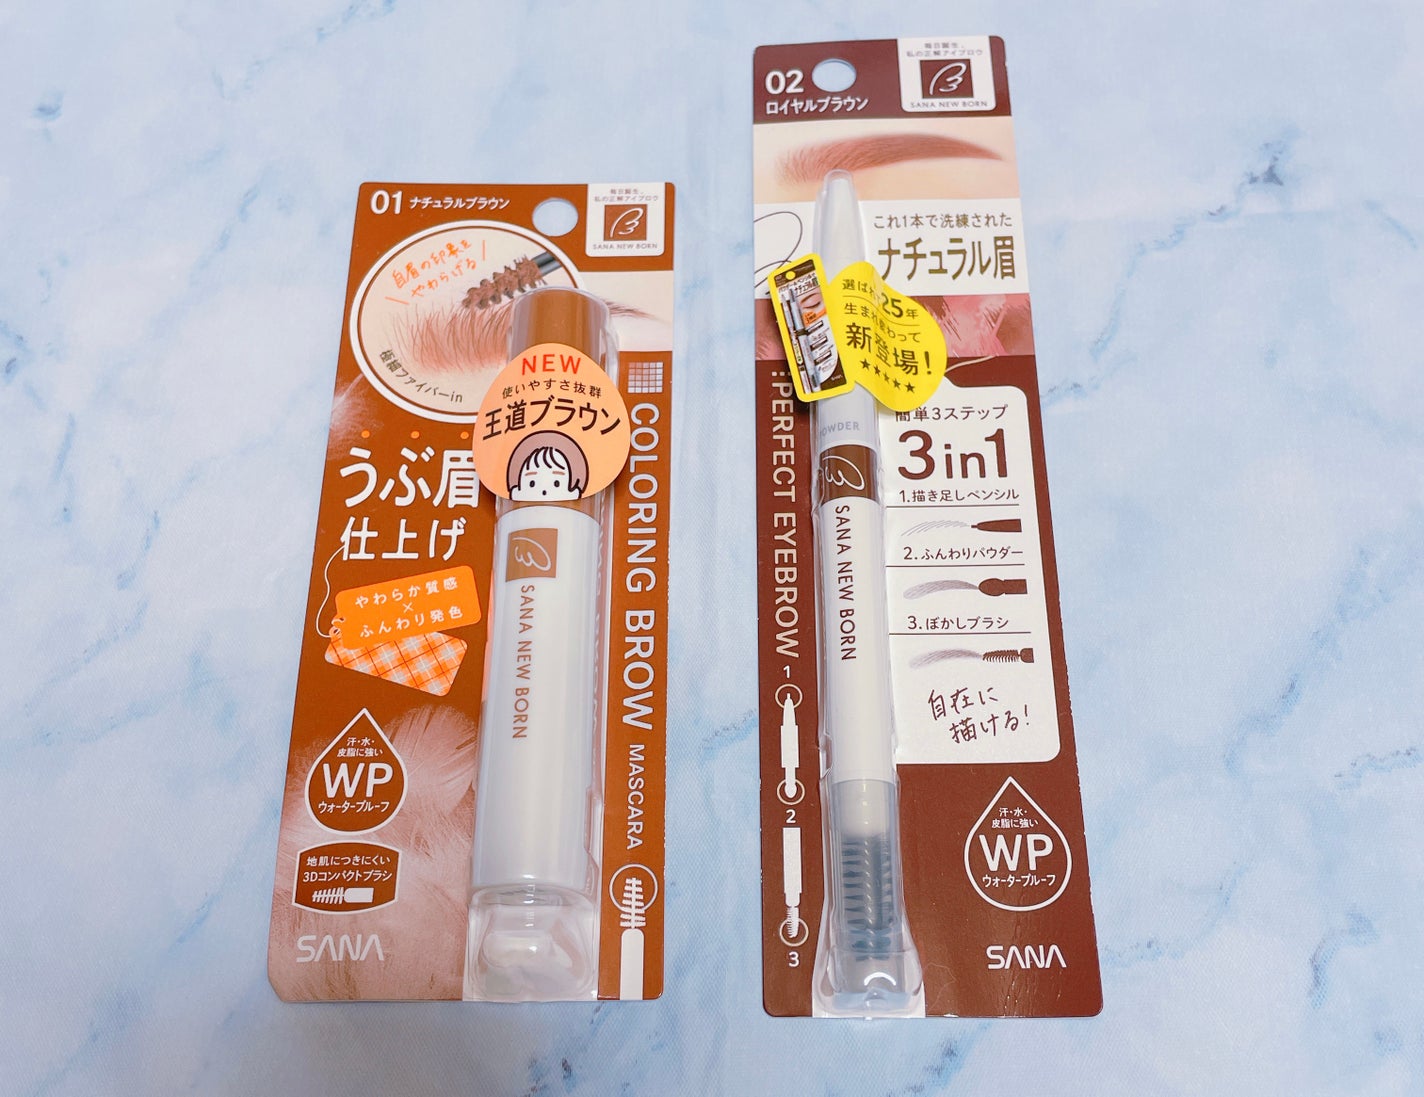 01 ナチュラルブラウン
毎日誕生、
私の正解アイブロウ
SANA NEW BORN
自眉の印象を
やわらげる
極細ファイバーin
NEW
使いやすさ抜群
王道ブラウン
うぶ眉
仕上げ
やわらか質感
×
ふんわり発色
汗・水・
皮脂に強い
WP
ウォータープルーフ
地肌につきにくい
3Dコンパクトブラシ
SANA
SANA NEW BORN
COLORING BROW MASCARA
02
ロイヤルブラウン
毎日誕生、
私の正解アイブロウ
SANA NEW BORN
これ1本で洗練された
ナチュラル眉
選ばれ
25年
生まれ変わって
新登場!
★★★★★
POWDER
SANA NEW BORN
PERFECT EYEBROW
1
2
3
簡単3ステップ
3in1
1.描き足しペンシル
2.ふんわりパウダー
3.ぼかしブラシ
自在に
描ける!
汗・水・
皮脂に強い
WP
ウォータープルーフ
SANA